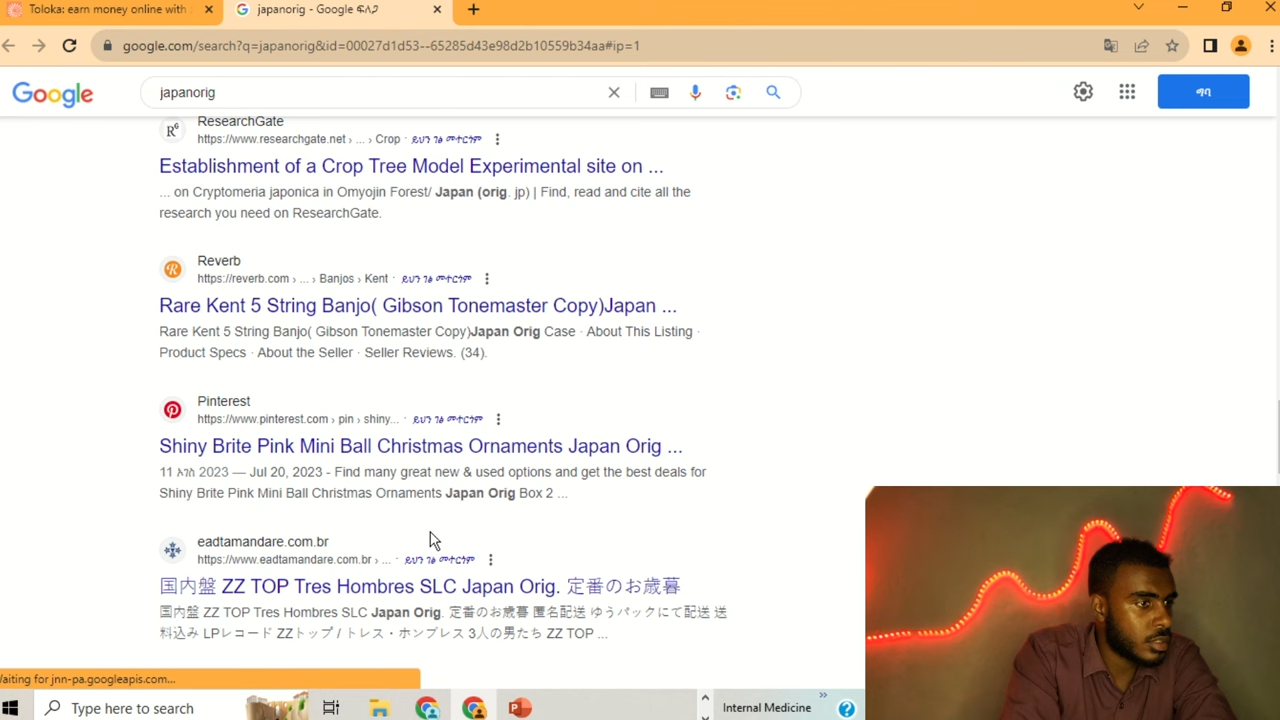 Toloka: earn money online with
japanorig - Google ፍለጋ
google.com/search?q=japanorig&id=00027d1d53--65285d43e98d2b10559b34aa#ip=1
Google
japanorig
ግባ
ResearchGate
https://www.researchgate.net › ... › Crop · ይህን ገፅ መተርጎም
Establishment of a Crop Tree Model Experimental site on ...
... on Cryptomeria japonica in Omyojin Forest/ Japan (orig. jp) | Find, read and cite all the
research you need on ResearchGate.
Reverb
https://reverb.com › ... › Banjos › Kent · ይህን ገፅ መተርጎም
Rare Kent 5 String Banjo( Gibson Tonemaster Copy)Japan ...
Rare Kent 5 String Banjo( Gibson Tonemaster Copy)Japan Orig Case · About This Listing ·
Product Specs · About the Seller · Seller Reviews. (34).
Pinterest
https://www.pinterest.com › pin › shiny... · ይህን ገፅ መተርጎም
Shiny Brite Pink Mini Ball Christmas Ornaments Japan Orig ...
11 ኦገስ 2023 — Jul 20, 2023 - Find many great new & used options and get the best deals for
Shiny Brite Pink Mini Ball Christmas Ornaments Japan Orig Box 2 ...
eadtamandare.com.br
https://www.eadtamandare.com.br › ... · ይህን ገፅ መተርጎም
国内盤 ZZ TOP Tres Hombres SLC Japan Orig. 定番のお歳暮
国内盤 ZZ TOP Tres Hombres SLC Japan Orig. 定番のお歳暮 匿名配送 ゆうパックにて配送 送
料込み LPレコード ZZトップ / トレス・ホンブレス 3人の男たち ZZ TOP ...
Waiting for jnn-pa.googleapis.com...
Type here to search
Internal Medicine